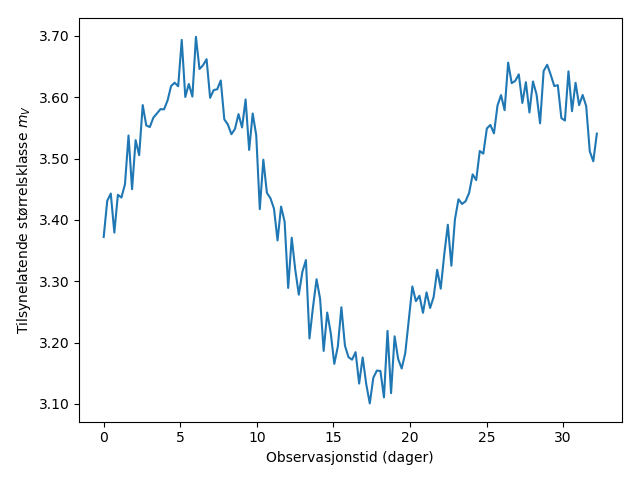 Tilsynelatende størrelsklasse m_V
3.70
3.60
3.50
3.40
3.30
3.20
3.10
0 5 10 15 20 25 30
Observasjonstid (dager)